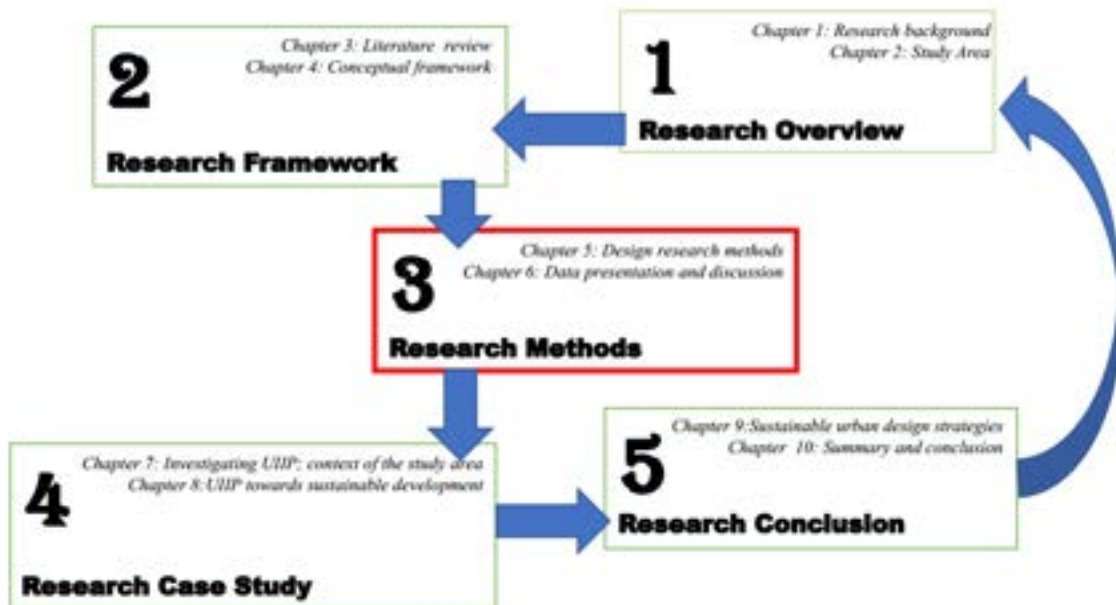 1
Chapter 1: Research background
Chapter 2: Study Area
Research Overview
2
Chapter 3: Literature review
Chapter 4: Conceptual framework
Research Framework
3
Chapter 5: Design research methods
Chapter 6: Data presentation and discussion
Research Methods
4
Chapter 7: Investigating UIIP; context of the study area
Chapter 8:UIIP towards sustainable development
Research Case Study
5
Chapter 9:Sustainable urban design strategies
Chapter 10: Summary and conclusion
Research Conclusion